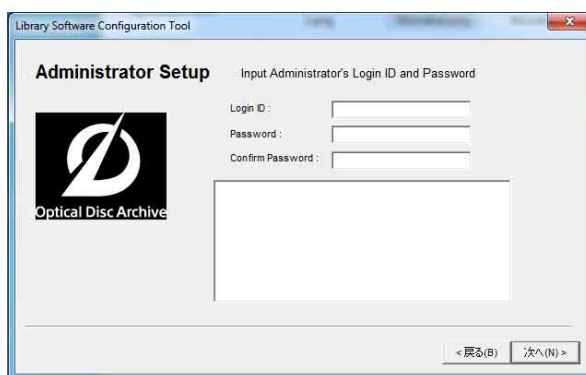 Library Software Configuration Tool
Administrator Setup
Input Administrator's Login ID and Password
Login ID :
Password :
Confirm Password :
Optical Disc Archive
< 戻る(B)
次へ(N) >